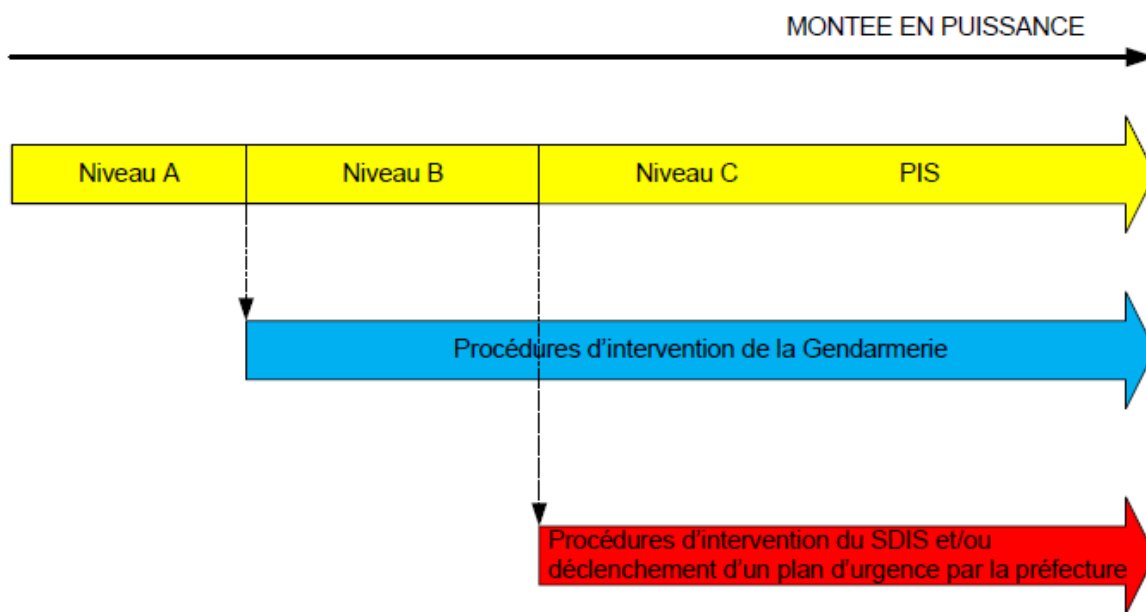 MONTEE EN PUISSANCE
Niveau A
Niveau B
Niveau C
PIS
Procédures d'intervention de la Gendarmerie
Procédures d'intervention du SDIS et/ou
déclenchement d'un plan d'urgence par la préfecture